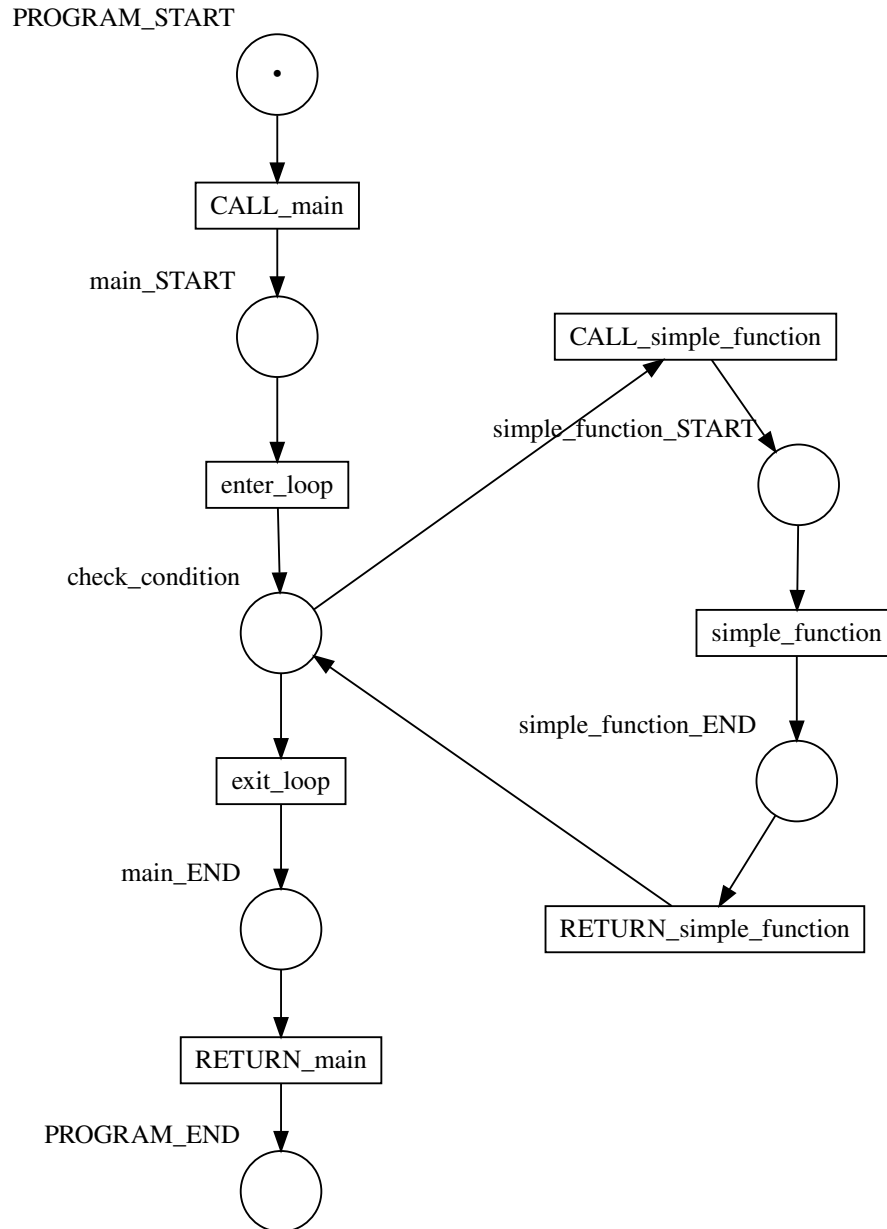 PROGRAM_START
CALL_main
main_START
CALL_simple_function
simple_function_START
enter_loop
check_condition
simple_function
simple_function_END
exit_loop
main_END
RETURN_simple_function
RETURN_main
PROGRAM_END